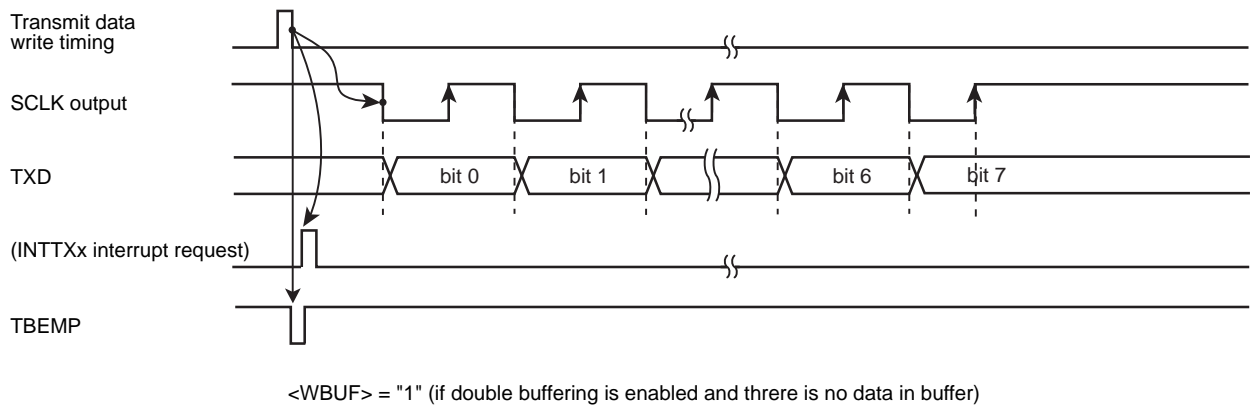 Transmit data
write timing
SCLK output
TXD
bit 0
bit 1
bit 6
bit 7
(INTTXx interrupt request)
TBEMP
<WBUF> = "1" (if double buffering is enabled and threre is no data in buffer)